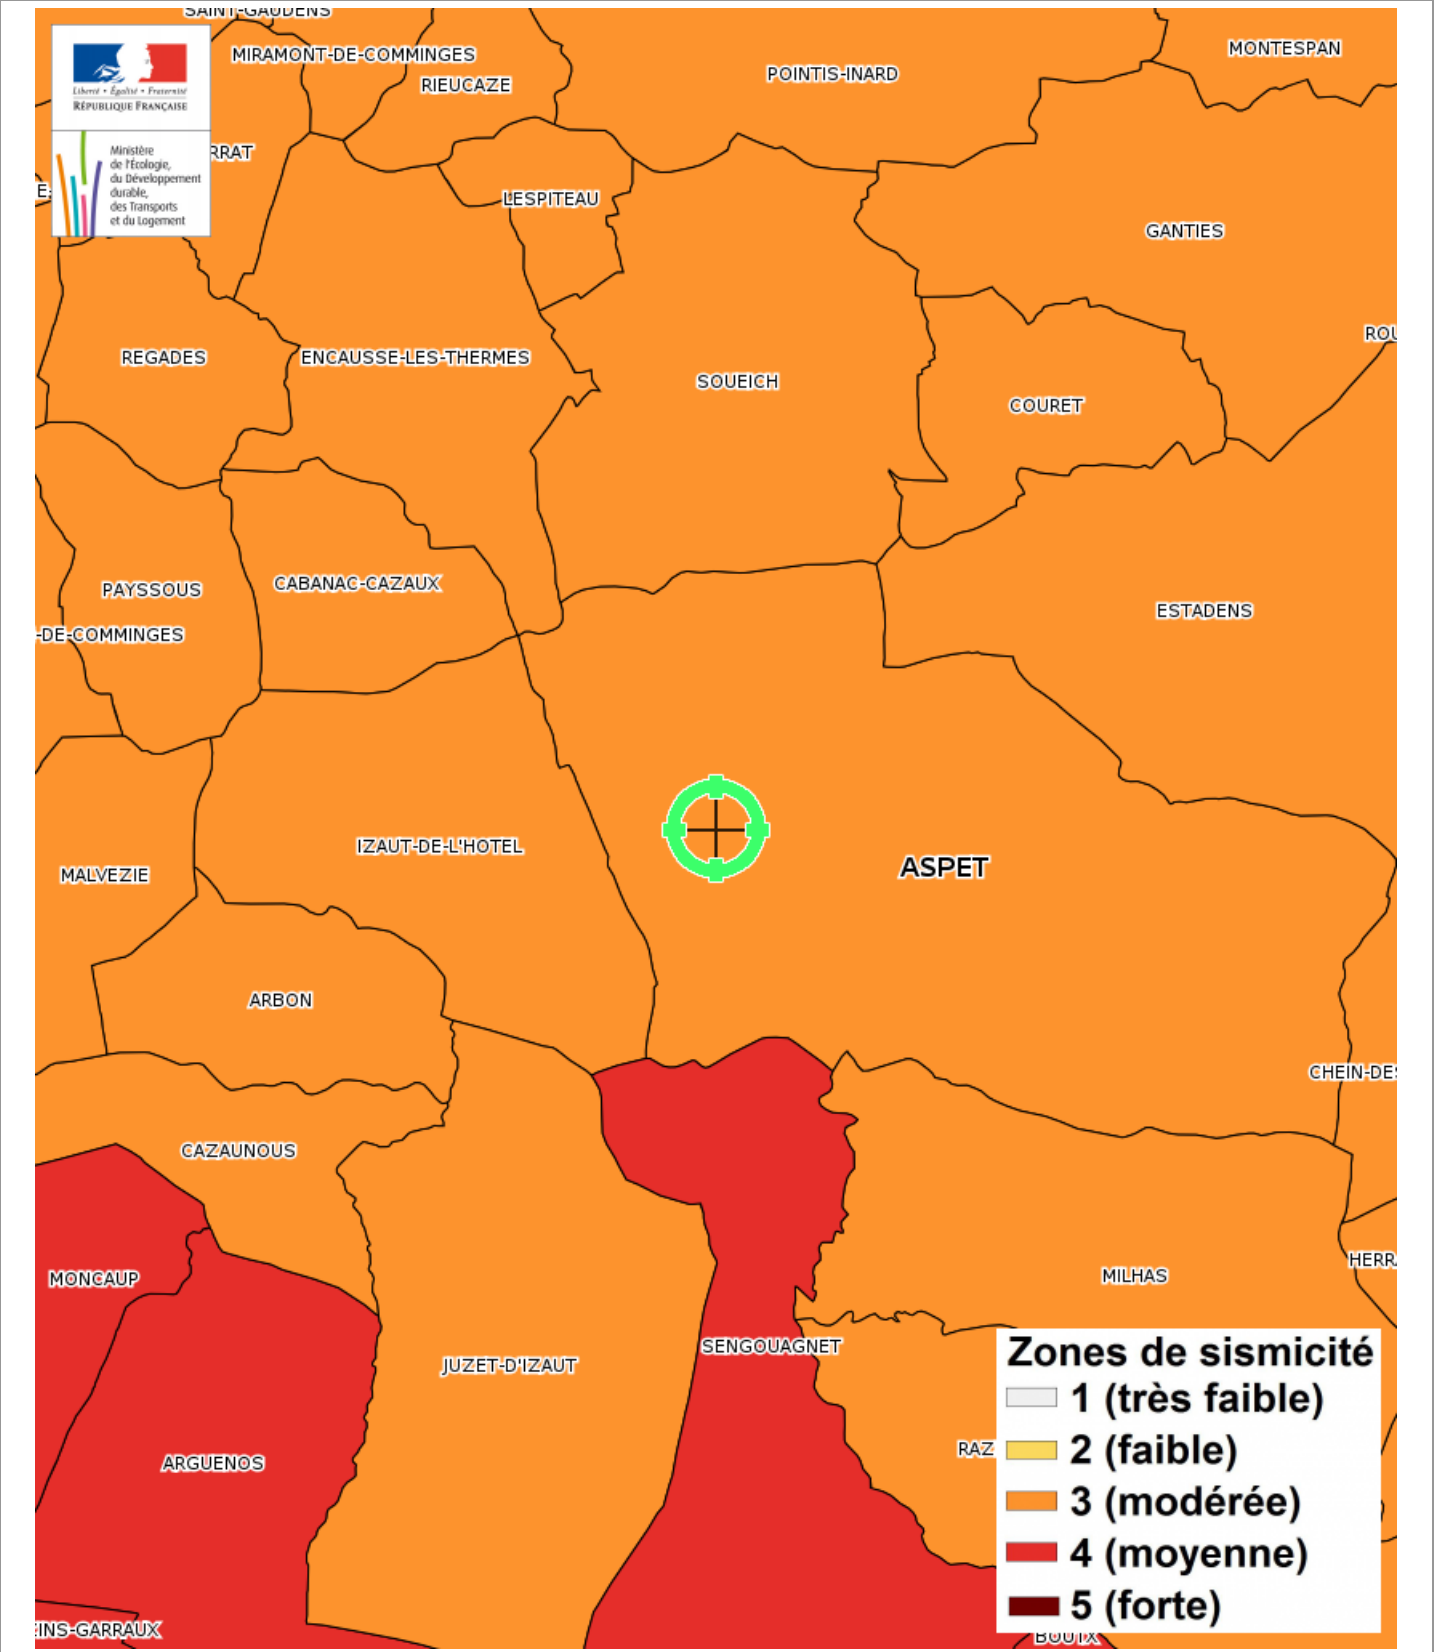 SAINT-GAUDENS
MIRAMONT-DE-COMMINGES
MONTESPAN
POINTIS-INARD
RIEUCAZE
Liberté • Égalité • Fraternité
RÉPUBLIQUE FRANÇAISE
Ministère
de l'Écologie,
du Développement
durable,
des Transports
et du Logement
RRAT
E
LESPITEAU
GANTIES
ROU
REGADES
ENCAUSSE-LES-THERMES
SOUEICH
COURET
PAYSSOUS
CABANAC-CAZAUX
ESTADENS
-DE-COMMINGES
IZAUT-DE-L'HOTEL
ASPET
MALVEZIE
ARBON
CHEIN-DES
CAZAUNOUS
MONCAUP
MILHAS
HERR
SENGOUAGNET
JUZET-D'IZAUT
ARGUENOS
RAZ
Zones de sismicité
1 (très faible)
2 (faible)
3 (modérée)
4 (moyenne)
5 (forte)
EINS-GARRAUX
BOUTX